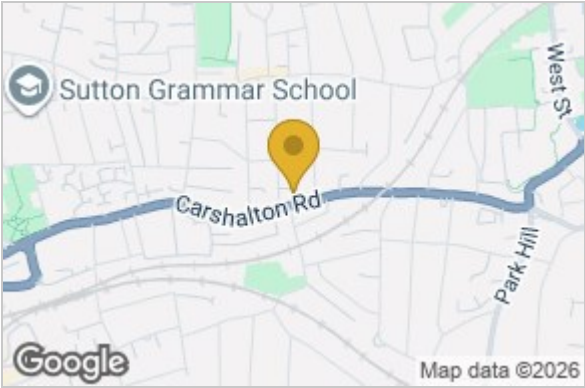 West St
Sutton Grammar School
Carshalton Rd
Park Hill
Google
Map data ©2026